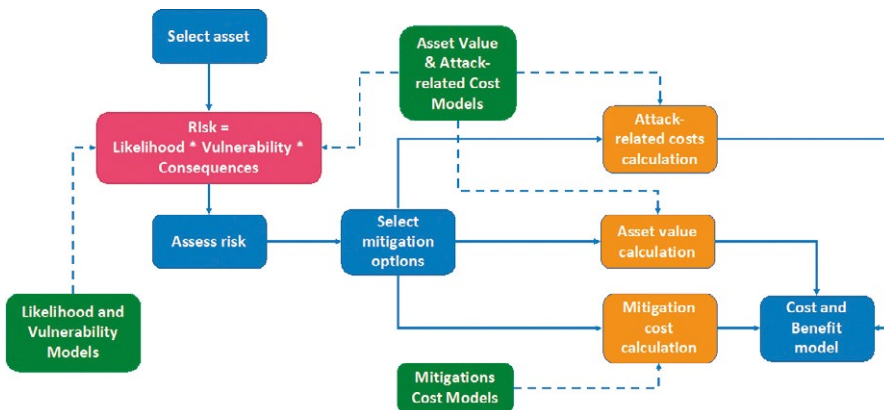 Select asset
Asset Value
& Attack-
related Cost
Models
RIsk =
Likelihood * Vulnerability *
Consequences
Attack-
related costs
calculation
Assess risk
Select
mitigation
options
Asset value
calculation
Likelihood and
Vulnerability
Models
Mitigation
cost
calculation
Cost and
Benefit
model
Mitigations
Cost Models